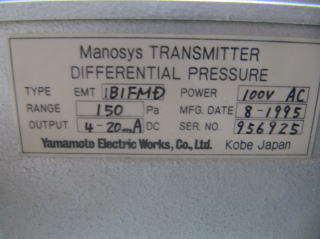 Manosys TRANSMITTER
DIFFERENTIAL PRESSURE
TYPE EMT 1B1FMD POWER 100V AC
RANGE 150 Pa MFG. DATE 8-1995
OUTPUT 4-20mA DC SER. NO. 956925
Yamamoto Electric Works, Co., Ltd. Kobe Japan